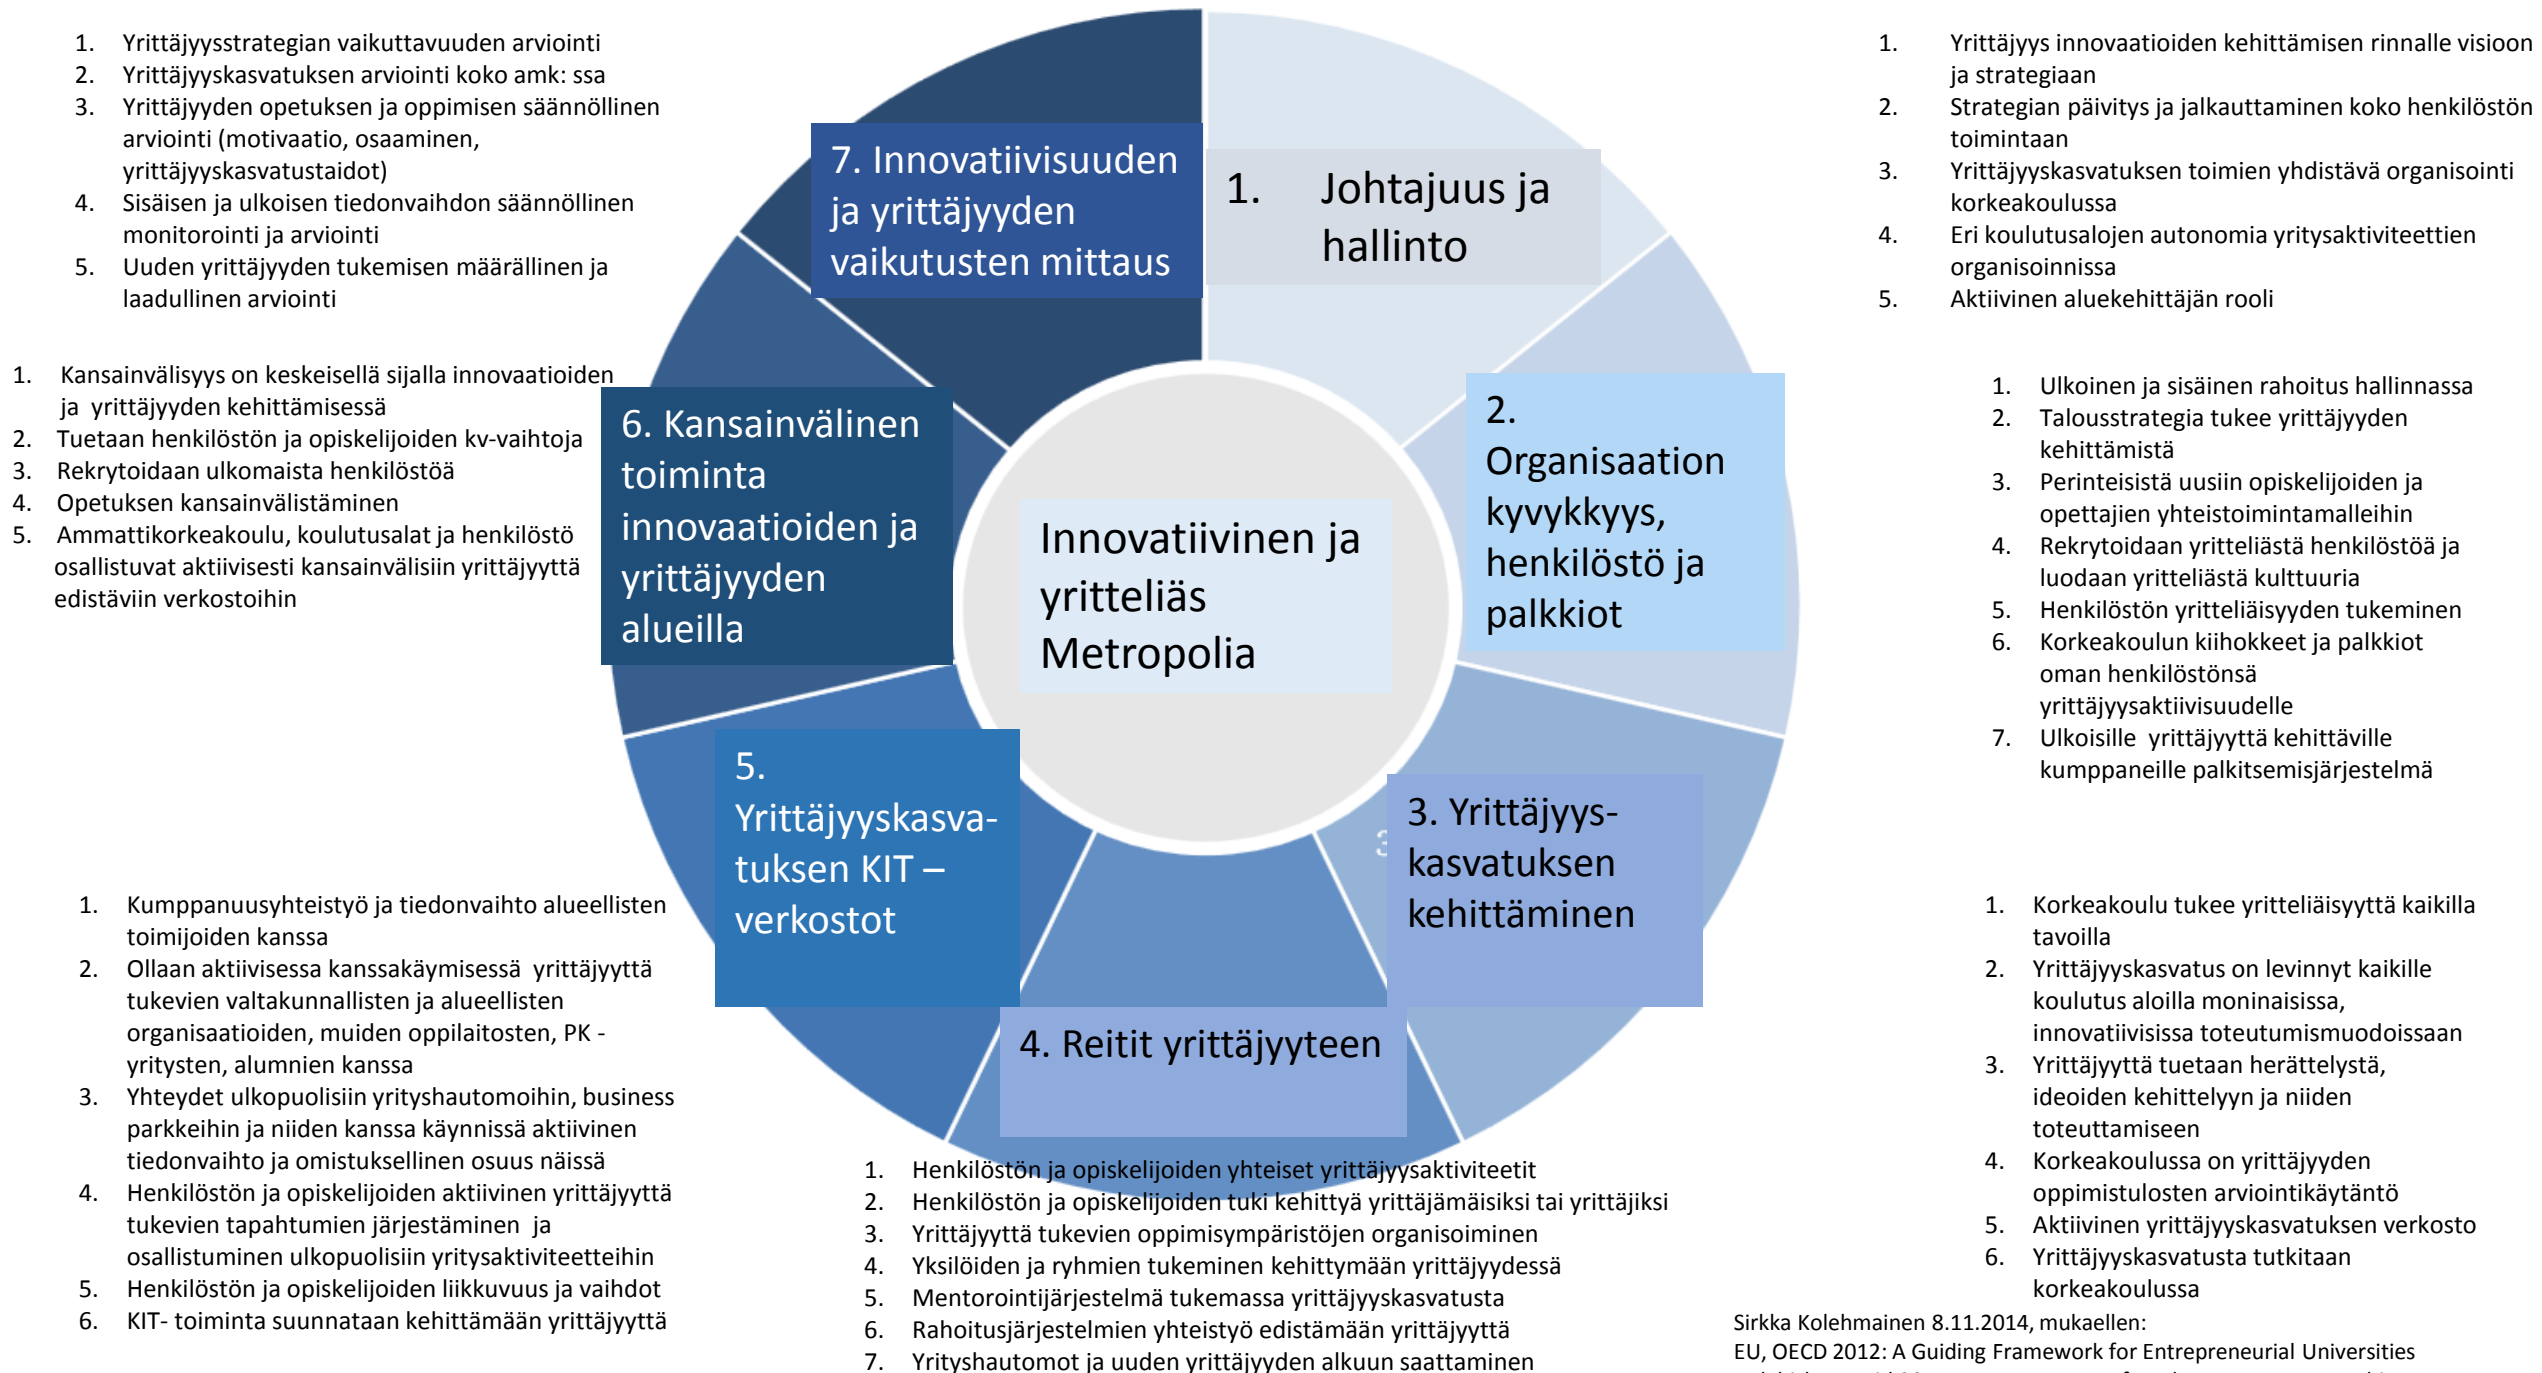 1. Yrittäjyysstrategian vaikuttavuuden arviointi
2. Yrittäjyyskasvatuksen arviointi koko amk: ssa
3. Yrittäjyyden opetuksen ja oppimisen säännöllinen
arviointi (motivaatio, osaaminen,
yrittäjyyskasvatustaidot)
4. Sisäisen ja ulkoisen tiedonvaihdon säännöllinen
monitorointi ja arviointi
5. Uuden yrittäjyyden tukemisen määrällinen ja
laadullinen arviointi
7. Innovatiivisuuden
ja yrittäjyyden
vaikutusten mittaus
1. Johtajuus ja
hallinto
1. Yrittäjyys innovaatioiden kehittämisen rinnalle visioon
ja strategiaan
2. Strategian päivitys ja jalkauttaminen koko henkilöstön
toimintaan
3. Yrittäjyyskasvatuksen toimien yhdistävä organisointi
korkeakoulussa
4. Eri koulutusalojen autonomia yritysaktiviteettien
organisoinnissa
5. Aktiivinen aluekehittäjän rooli
1. Kansainvälisyys on keskeisellä sijalla innovaatioiden
ja yrittäjyyden kehittämisessä
2. Tuetaan henkilöstön ja opiskelijoiden kv-vaihtoja
3. Rekrytoidaan ulkomaista henkilöstöä
4. Opetuksen kansainvälistäminen
5. Ammattikorkeakoulu, koulutusalat ja henkilöstö
osallistuvat aktiivisesti kansainvälisiin yrittäjyyttä
edistäviin verkostoihin
6. Kansainvälinen
toiminta
innovaatioiden ja
yrittäjyyden
alueilla
Innovatiivinen ja
yritteliäs
Metropolia
2.
Organisaation
kyvykkyys,
henkilöstö ja
palkkiot
1. Ulkoinen ja sisäinen rahoitus hallinnassa
2. Talousstrategia tukee yrittäjyyden
kehittämistä
3. Perinteisistä uusiin opiskelijoiden ja
opettajien yhteistoimintamalleihin
4. Rekrytoidaan yritteliästä henkilöstöä ja
luodaan yritteliästä kulttuuria
5. Henkilöstön yritteliäisyyden tukeminen
6. Korkeakoulun kiihokkeet ja palkkiot
oman henkilöstönsä
yrittäjyysaktiivisuudelle
7. Ulkoisille yrittäjyyttä kehittäville
kumppaneille palkitsemisjärjestelmä
5.
Yrittäjyyskasva-
tuksen KIT –
verkostot
3. Yrittäjyys-
kasvatuksen
kehittäminen
4. Reitit yrittäjyyteen
1. Kumppanuusyhteistyö ja tiedonvaihto alueellisten
toimijoiden kanssa
2. Ollaan aktiivisessa kanssakäymisessä yrittäjyyttä
tukevien valtakunnallisten ja alueellisten
organisaatioiden, muiden oppilaitosten, PK -
yritysten, alumnien kanssa
3. Yhteydet ulkopuolisiin yrityshautomoihin, business
parkkeihin ja niiden kanssa käynnissä aktiivinen
tiedonvaihto ja omistuksellinen osuus näissä
4. Henkilöstön ja opiskelijoiden aktiivinen yrittäjyyttä
tukevien tapahtumien järjestäminen ja
osallistuminen ulkopuolisiin yritysaktiviteetteihin
5. Henkilöstön ja opiskelijoiden liikkuvuus ja vaihdot
6. KIT- toiminta suunnataan kehittämään yrittäjyyttä
1. Henkilöstön ja opiskelijoiden yhteiset yrittäjyysaktiviteetit
2. Henkilöstön ja opiskelijoiden tuki kehittyä yrittäjämäisiksi tai yrittäjiksi
3. Yrittäjyyttä tukevien oppimisympäristöjen organisoiminen
4. Yksilöiden ja ryhmien tukeminen kehittymään yrittäjyydessä
5. Mentorointijärjestelmä tukemassa yrittäjyyskasvatusta
6. Rahoitusjärjestelmien yhteistyö edistämään yrittäjyyttä
7. Yrityshautomot ja uuden yrittäjyyden alkuun saattaminen
1. Korkeakoulu tukee yritteliäisyyttä kaikilla
tavoilla
2. Yrittäjyyskasvatus on levinnyt kaikille
koulutus aloilla moninaisissa,
innovatiivisissa toteutumismuodoissaan
3. Yrittäjyyttä tuetaan herättelystä,
ideoiden kehittelyyn ja niiden
toteuttamiseen
4. Korkeakoulussa on yrittäjyyden
oppimistulosten arviointikäytäntö
5. Aktiivinen yrittäjyyskasvatuksen verkosto
6. Yrittäjyyskasvatusta tutkitaan
korkeakoulussa
Sirkka Kolehmainen 8.11.2014, mukaellen:
EU, OECD 2012: A Guiding Framework for Entrepreneurial Universities